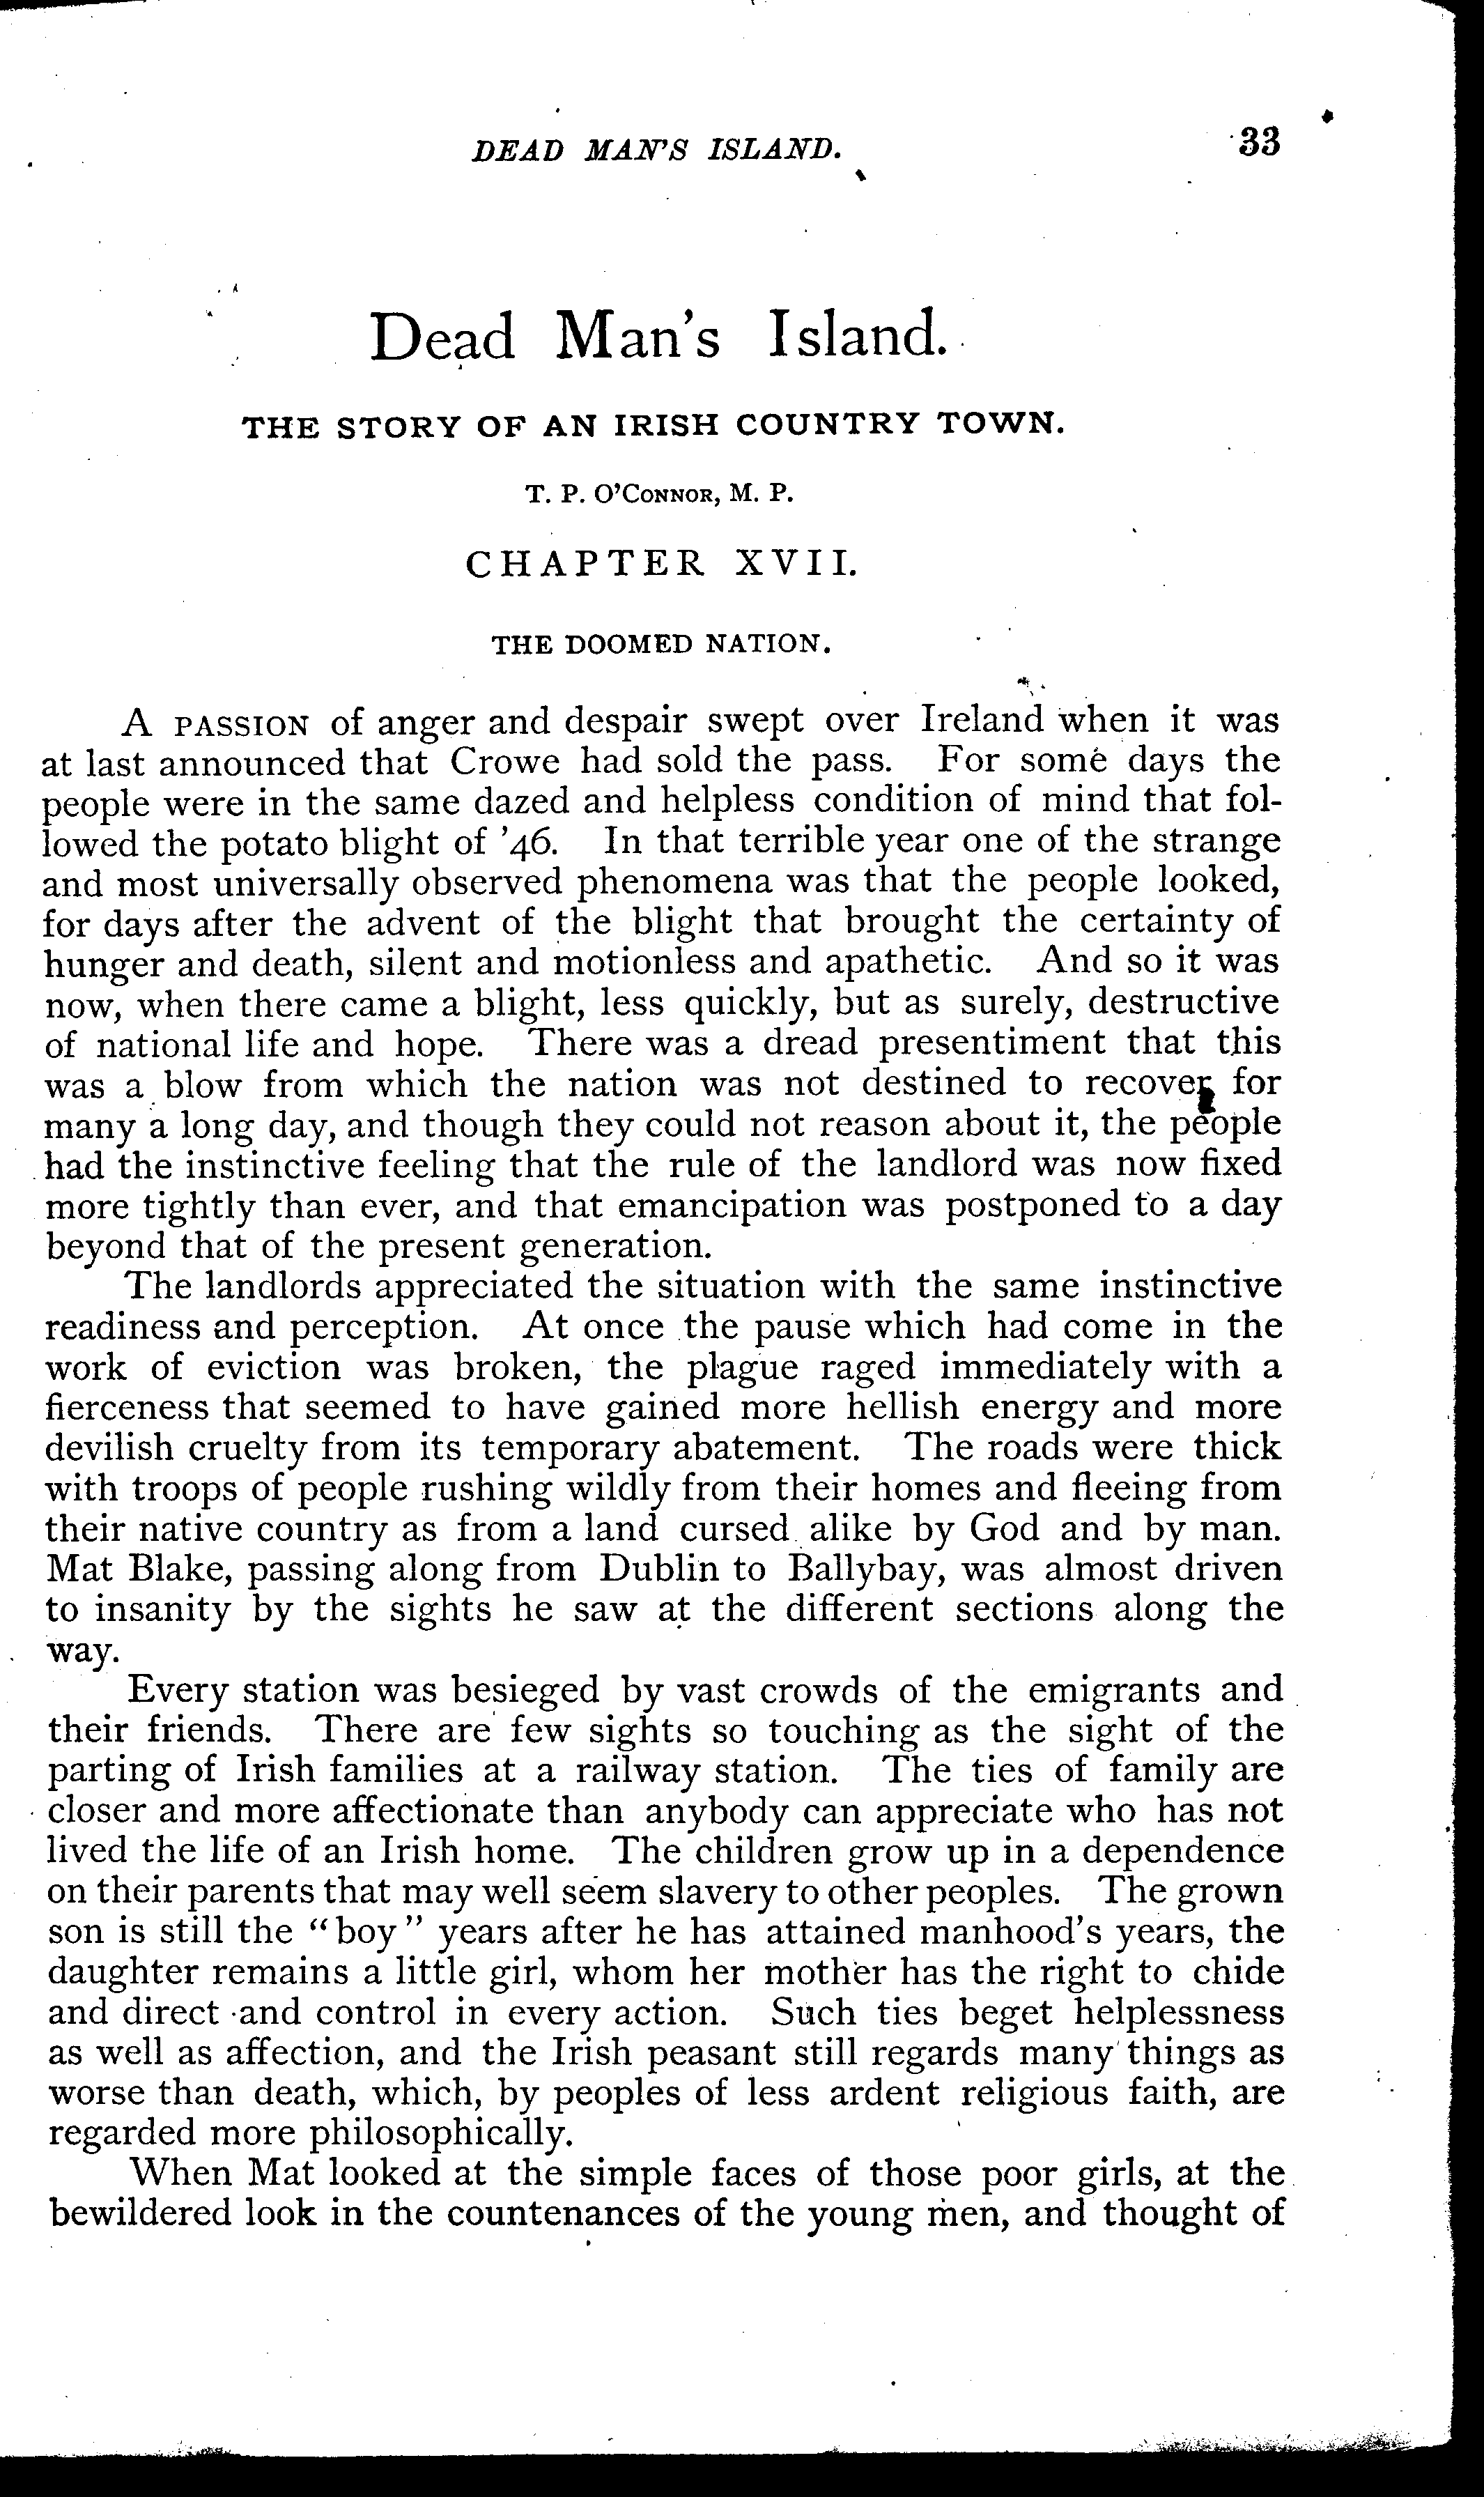 DEAD MAN'S ISLAND. 33
Dead Man's Island.
THE STORY OF AN IRISH COUNTRY TOWN.
T. P. O'CONNOR, M. P.
CHAPTER XVII.
THE DOOMED NATION.
A PASSION of anger and despair swept over Ireland when it was
at last announced that Crowe had sold the pass. For some days the
people were in the same dazed and helpless condition of mind that fol-
lowed the potato blight of '46. In that terrible year one of the strange
and most universally observed phenomena was that the people looked,
for days after the advent of the blight that brought the certainty of
hunger and death, silent and motionless and apathetic. And so it was
now, when there came a blight, less quickly, but as surely, destructive
of national life and hope. There was a dread presentiment that this
was a blow from which the nation was not destined to recover for
many a long day, and though they could not reason about it, the people
had the instinctive feeling that the rule of the landlord was now fixed
more tightly than ever, and that emancipation was postponed to a day
beyond that of the present generation.
The landlords appreciated the situation with the same instinctive
readiness and perception. At once the pause which had come in the
work of eviction was broken, the plague raged immediately with a
fierceness that seemed to have gained more hellish energy and more
devilish cruelty from its temporary abatement. The roads were thick
with troops of people rushing wildly from their homes and fleeing from
their native country as from a land cursed alike by God and by man.
Mat Blake, passing along from Dublin to Ballybay, was almost driven
to insanity by the sights he saw at the different sections along the
way.
Every station was besieged by vast crowds of the emigrants and
their friends. There are few sights so touching as the sight of the
parting of Irish families at a railway station. The ties of family are
closer and more affectionate than anybody can appreciate who has not
lived the life of an Irish home. The children grow up in a dependence
on their parents that may well seem slavery to other peoples. The grown
son is still the "boy" years after he has attained manhood's years, the
daughter remains a little girl, whom her mother has the right to chide
and direct and control in every action. Such ties beget helplessness
as well as affection, and the Irish peasant still regards many things as
worse than death, which, by peoples of less ardent religious faith, are
regarded more philosophically.
When Mat looked at the simple faces of those poor girls, at the
bewildered look in the countenances of the young men, and thought of